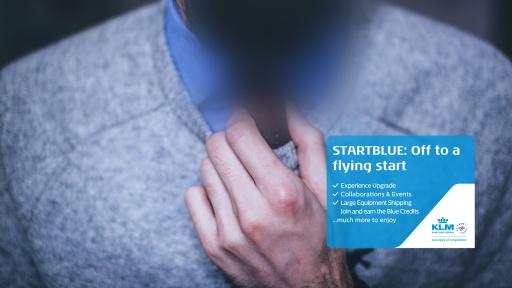 STARTBLUE: Off to a
flying start
✓ Experience Upgrade
✓ Collaborations & Events
✓ Large Equipment Shipping
Join and earn the Blue Credits
...much more to enjoy
KLM